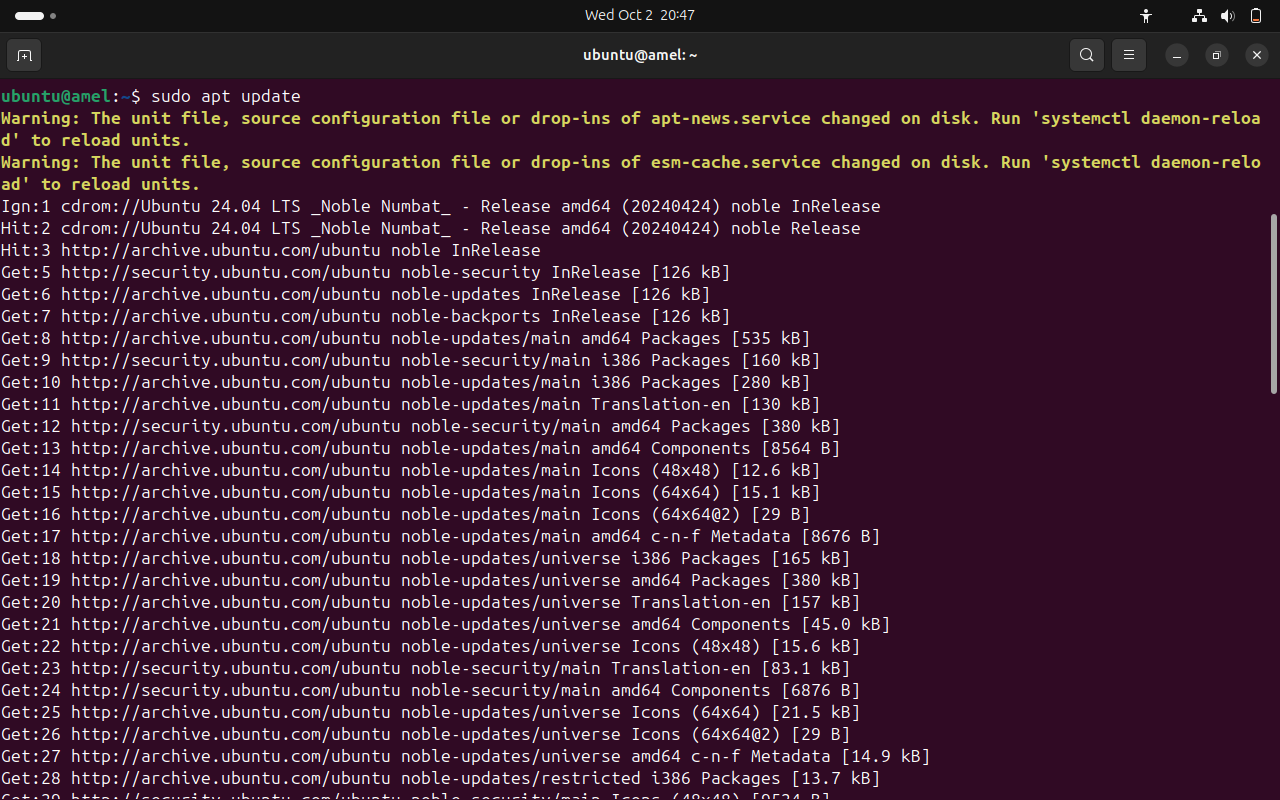 Wed Oct 2 20:47
ubuntu@amel: ~
ubuntu@amel:~$ sudo apt update
Warning: The unit file, source configuration file or drop-ins of apt-news.service changed on disk. Run 'systemctl daemon-reloa
d' to reload units.
Warning: The unit file, source configuration file or drop-ins of esm-cache.service changed on disk. Run 'systemctl daemon-relo
ad' to reload units.
Ign:1 cdrom://Ubuntu 24.04 LTS _Noble Numbat_ - Release amd64 (20240424) noble InRelease
Hit:2 cdrom://Ubuntu 24.04 LTS _Noble Numbat_ - Release amd64 (20240424) noble Release
Hit:3 http://archive.ubuntu.com/ubuntu noble InRelease
Get:5 http://security.ubuntu.com/ubuntu noble-security InRelease [126 kB]
Get:6 http://archive.ubuntu.com/ubuntu noble-updates InRelease [126 kB]
Get:7 http://archive.ubuntu.com/ubuntu noble-backports InRelease [126 kB]
Get:8 http://archive.ubuntu.com/ubuntu noble-updates/main amd64 Packages [535 kB]
Get:9 http://security.ubuntu.com/ubuntu noble-security/main i386 Packages [160 kB]
Get:10 http://archive.ubuntu.com/ubuntu noble-updates/main i386 Packages [280 kB]
Get:11 http://archive.ubuntu.com/ubuntu noble-updates/main Translation-en [130 kB]
Get:12 http://security.ubuntu.com/ubuntu noble-security/main amd64 Packages [380 kB]
Get:13 http://archive.ubuntu.com/ubuntu noble-updates/main amd64 Components [8564 B]
Get:14 http://archive.ubuntu.com/ubuntu noble-updates/main Icons (48x48) [12.6 kB]
Get:15 http://archive.ubuntu.com/ubuntu noble-updates/main Icons (64x64) [15.1 kB]
Get:16 http://archive.ubuntu.com/ubuntu noble-updates/main Icons (64x64@2) [29 B]
Get:17 http://archive.ubuntu.com/ubuntu noble-updates/main amd64 c-n-f Metadata [8676 B]
Get:18 http://archive.ubuntu.com/ubuntu noble-updates/universe i386 Packages [165 kB]
Get:19 http://archive.ubuntu.com/ubuntu noble-updates/universe amd64 Packages [380 kB]
Get:20 http://archive.ubuntu.com/ubuntu noble-updates/universe Translation-en [157 kB]
Get:21 http://archive.ubuntu.com/ubuntu noble-updates/universe amd64 Components [45.0 kB]
Get:22 http://archive.ubuntu.com/ubuntu noble-updates/universe Icons (48x48) [15.6 kB]
Get:23 http://security.ubuntu.com/ubuntu noble-security/main Translation-en [83.1 kB]
Get:24 http://security.ubuntu.com/ubuntu noble-security/main amd64 Components [6876 B]
Get:25 http://archive.ubuntu.com/ubuntu noble-updates/universe Icons (64x64) [21.5 kB]
Get:26 http://archive.ubuntu.com/ubuntu noble-updates/universe Icons (64x64@2) [29 B]
Get:27 http://archive.ubuntu.com/ubuntu noble-updates/universe amd64 c-n-f Metadata [14.9 kB]
Get:28 http://archive.ubuntu.com/ubuntu noble-updates/restricted i386 Packages [13.7 kB]